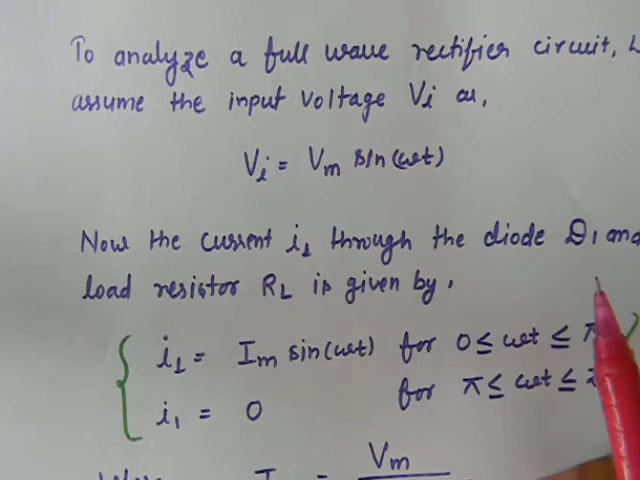 To analyze a full wave rectifier circuit,
assume the input voltage Vi as,
Vi = Vm sin(ωt)
Now the current i1 through the diode D1 and
load resistor RL is given by,
i1 = Im sin(ωt) for 0 ≤ ωt ≤ π
i1 = 0 for π ≤ ωt ≤ 2
Vm